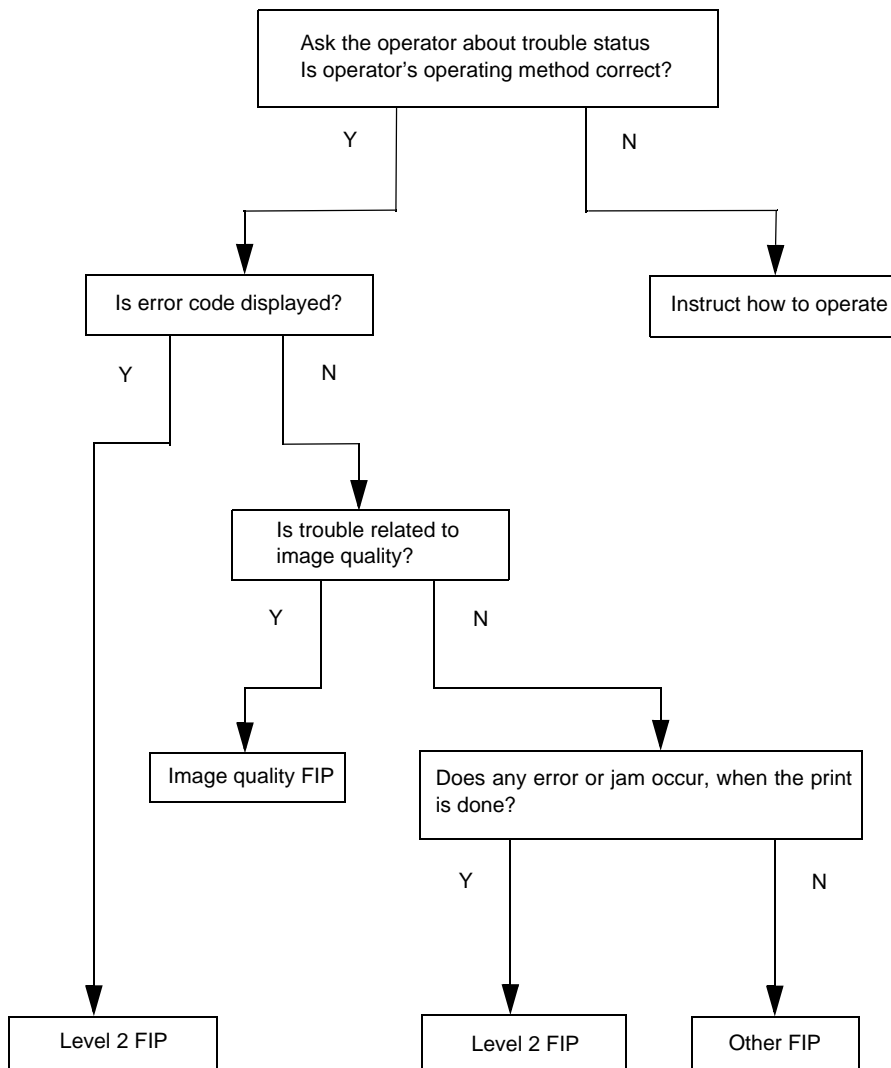 Ask the operator about trouble status
Is operator's operating method correct?
Y
N
Is error code displayed?
Instruct how to operate
Y
N
Is trouble related to
image quality?
Y
N
Image quality FIP
Does any error or jam occur, when the print
is done?
Y
N
Level 2 FIP
Level 2 FIP
Other FIP